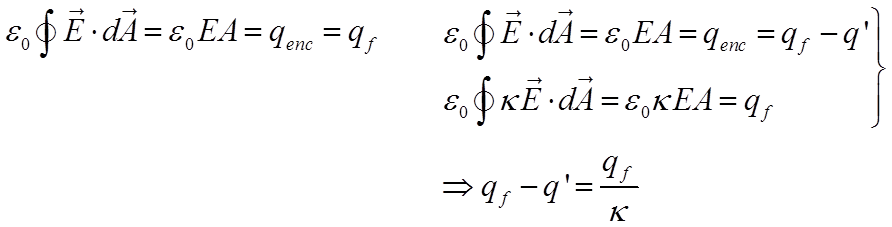 ε₀∮E⃗·dA⃗ = ε₀EA = q_enc = q_f
ε₀∮E⃗·dA⃗ = ε₀EA = q_enc = q_f − q'
ε₀∮κE⃗·dA⃗ = ε₀κEA = q_f }
⇒ q_f − q' = q_f / κ